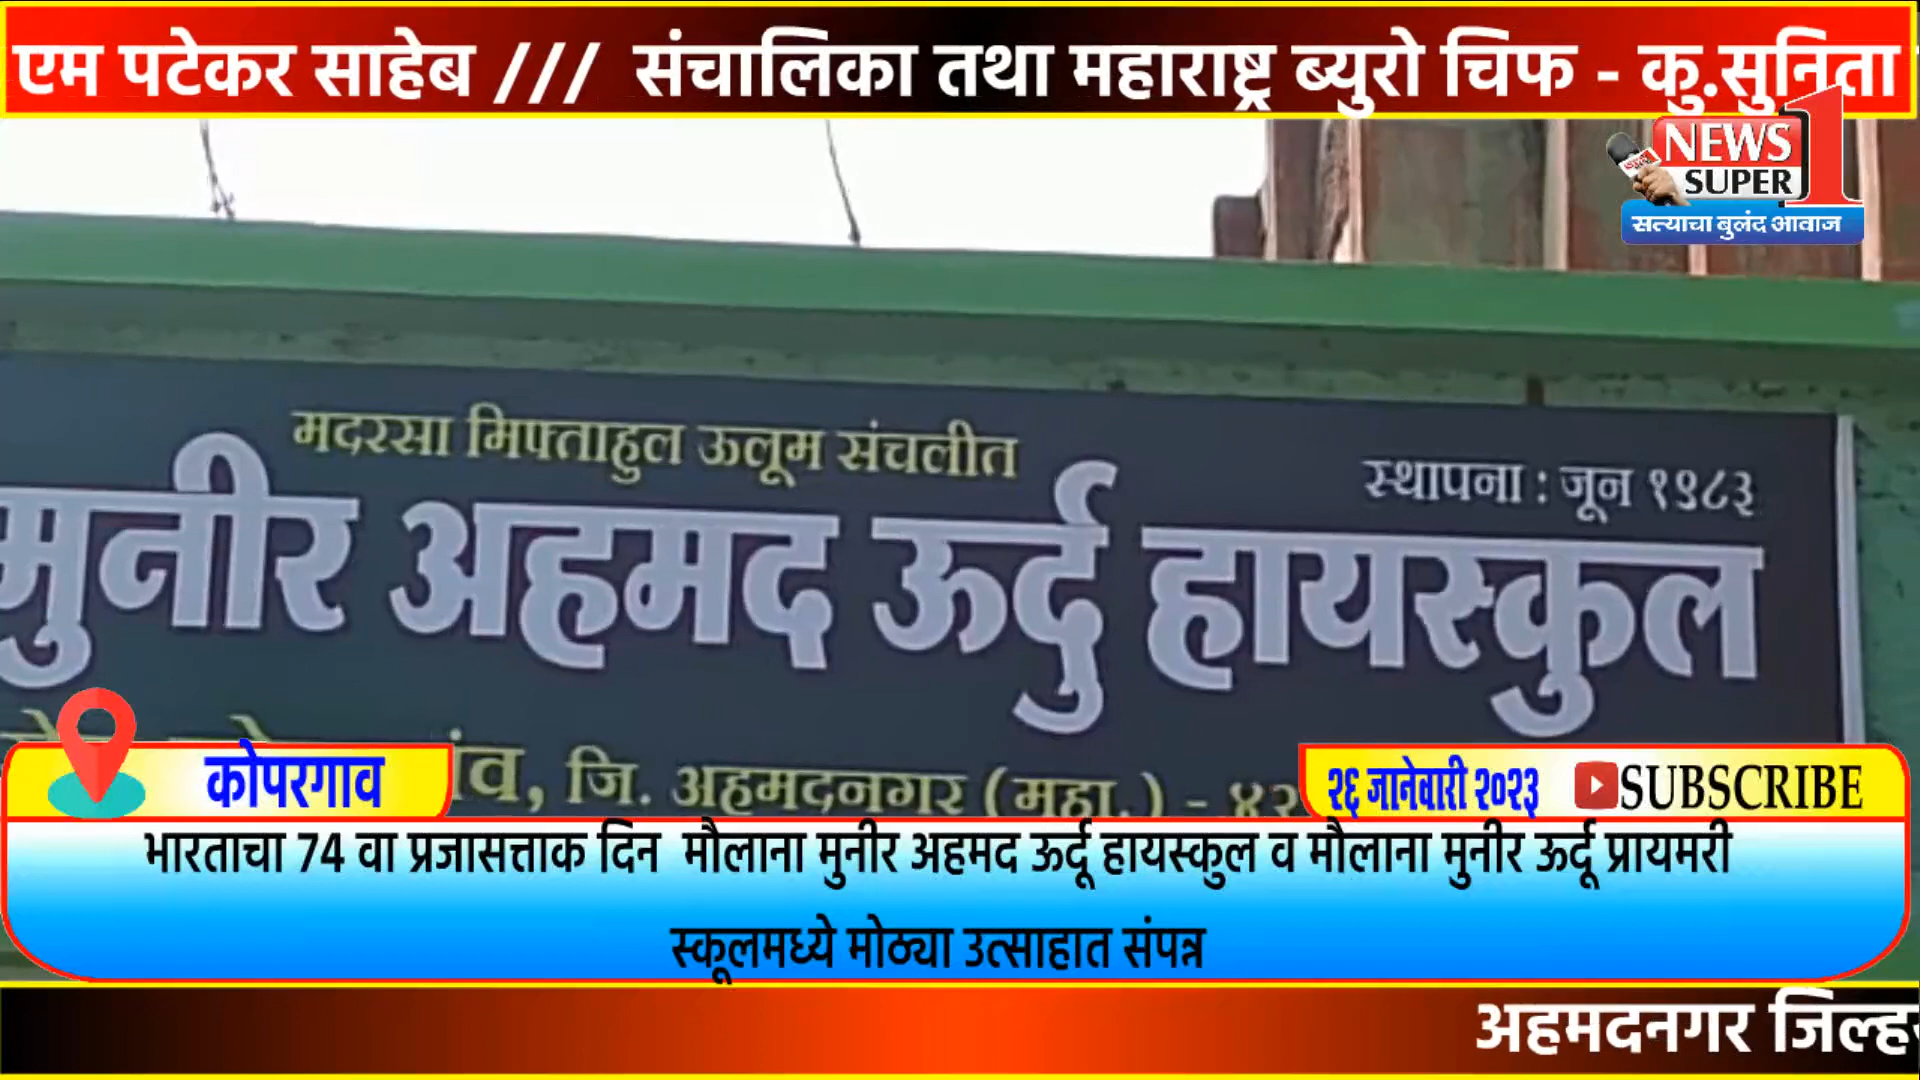 एम पटेकर साहेब /// संचालिका तथा महाराष्ट्र ब्युरो चिफ - कु.सुनिता
NEWS 1
SUPER
सत्याचा बुलंद आवाज
मदरसा मिफ्ताहुल ऊलूम संचलीत
स्थापना : जून १९८३
मुनीर अहमद ऊर्दु हायस्कुल
जि. अहमदनगर (महा.) - ४२
कोपरगाव
२६ जानेवारी २०२३
SUBSCRIBE
भारताचा 74 वा प्रजासत्ताक दिन मौलाना मुनीर अहमद ऊर्दू हायस्कुल व मौलाना मुनीर ऊर्दू प्रायमरी
स्कूलमध्ये मोठ्या उत्साहात संपन्न
अहमदनगर